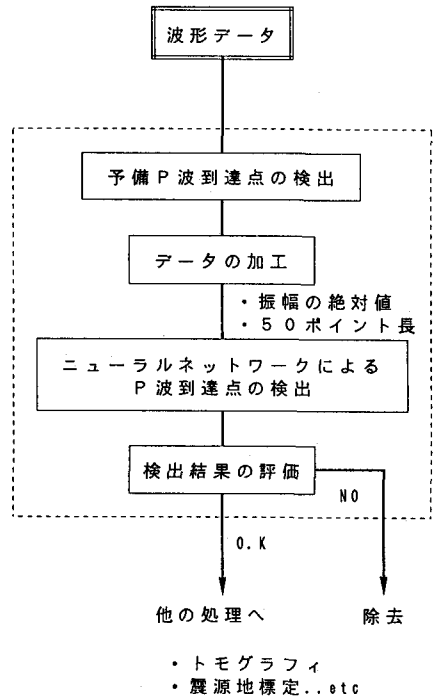 波形データ
予備P波到達点の検出
データの加工
・振幅の絶対値
・50ポイント長
ニューラルネットワークによる
P波到達点の検出
検出結果の評価
NO
O.K
他の処理へ
除去
・トモグラフィ
・震源地標定..etc